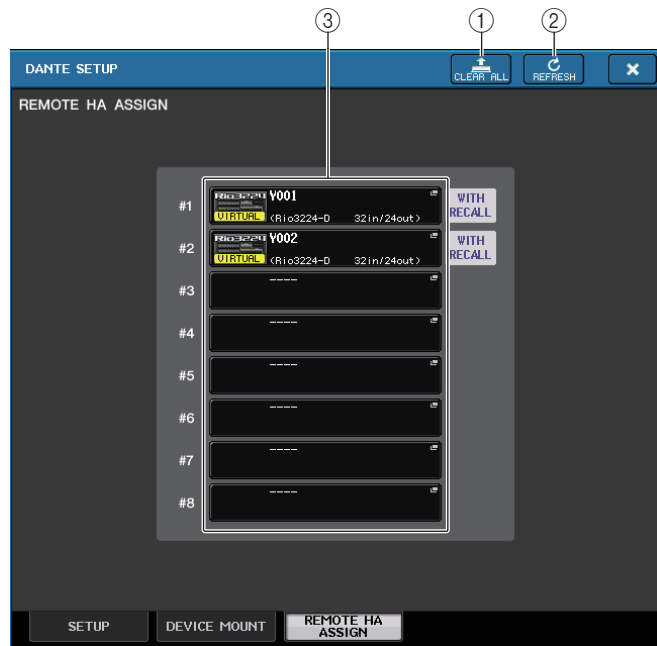 ③ ① ②
DANTE SETUP
CLEAR ALL
REFRESH
REMOTE HA ASSIGN
#1
Rio3224
VIRTUAL
Y001
(Rio3224-D 32in/24out)
WITH
RECALL
#2
Rio3224
VIRTUAL
Y002
(Rio3224-D 32in/24out)
WITH
RECALL
#3
----
#4
----
#5
----
#6
----
#7
----
#8
----
SETUP
DEVICE MOUNT
REMOTE HA
ASSIGN